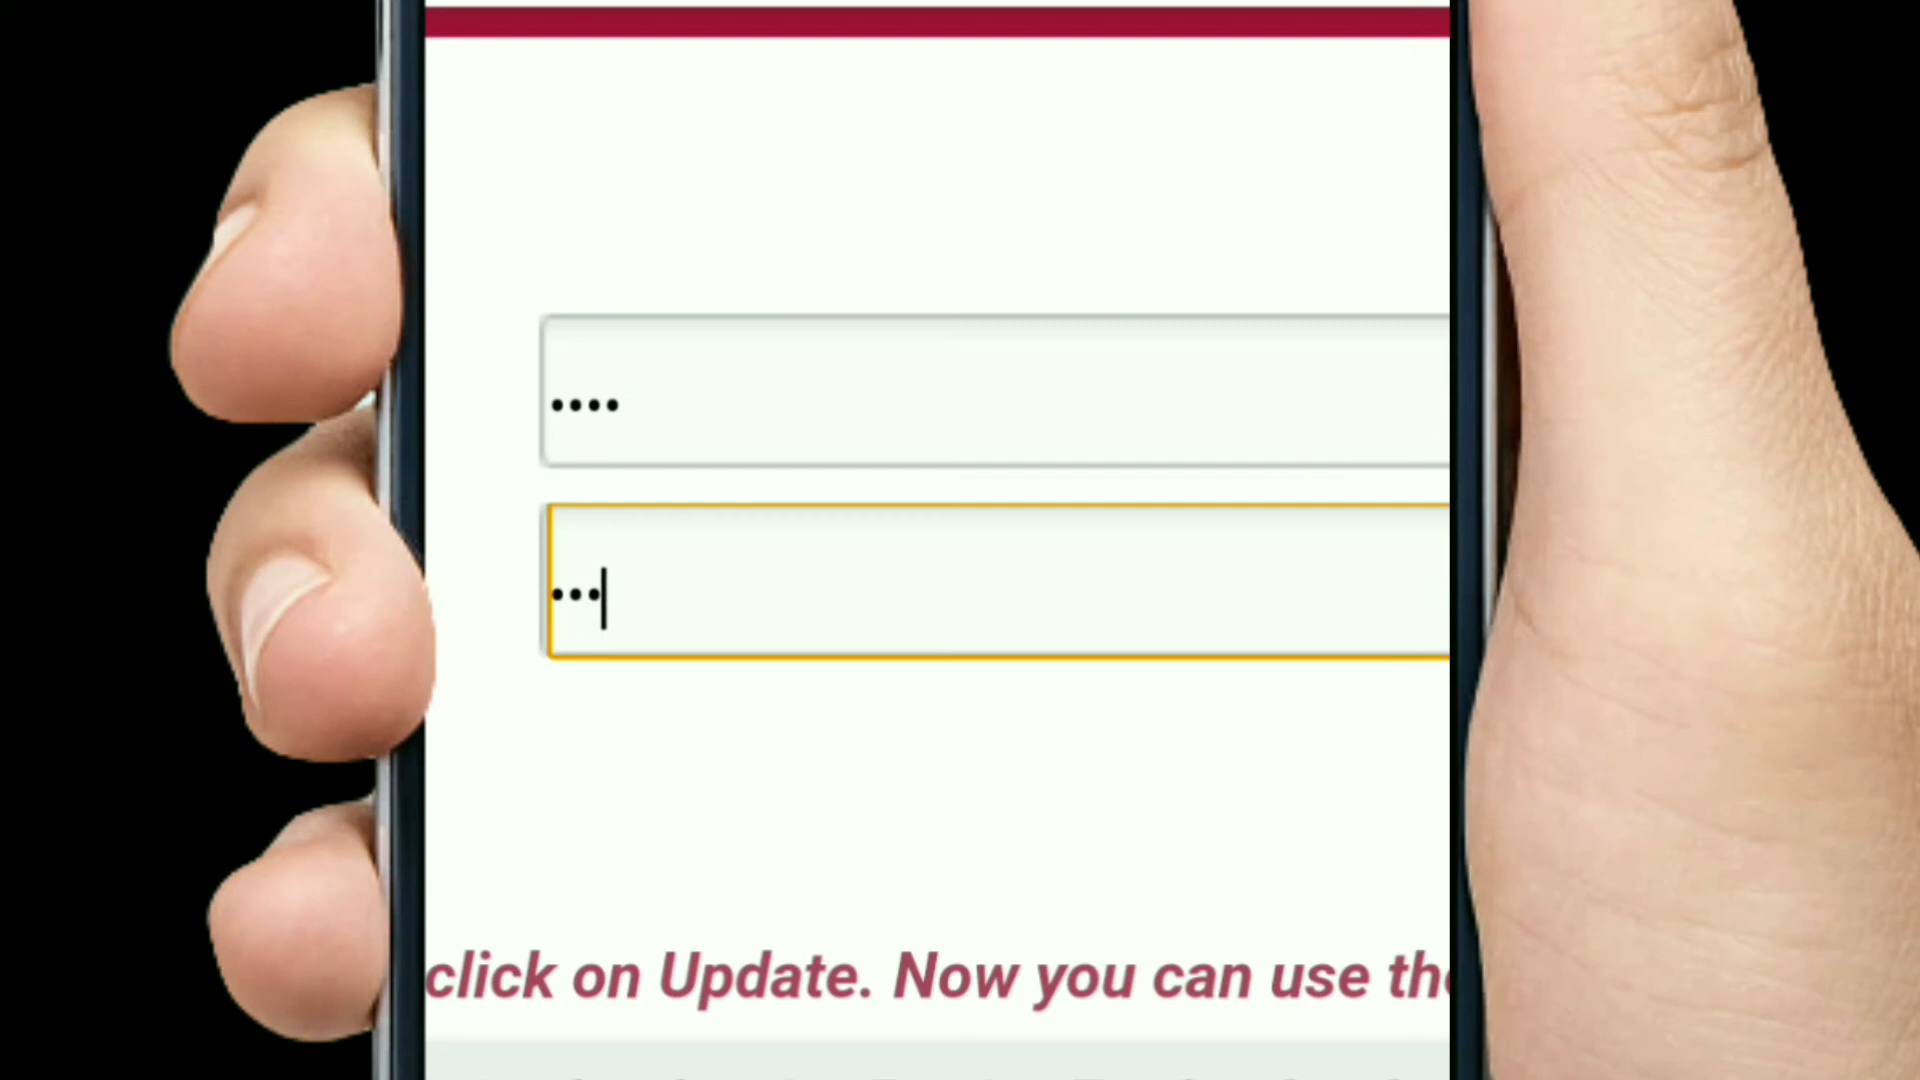 ••••
•••
click on Update. Now you can use the